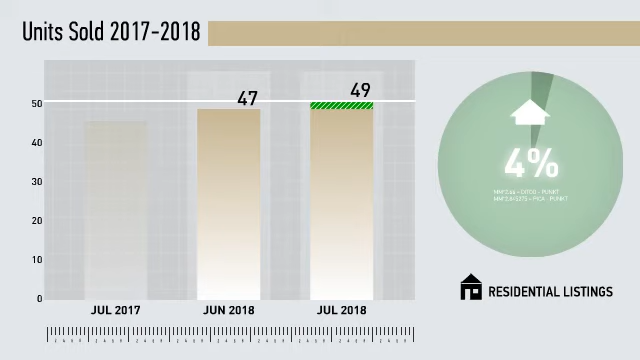 Units Sold 2017-2018
50
40
30
20
10
0
47
49
JUL 2017
JUN 2018
JUL 2018
4%
RESIDENTIAL LISTINGS